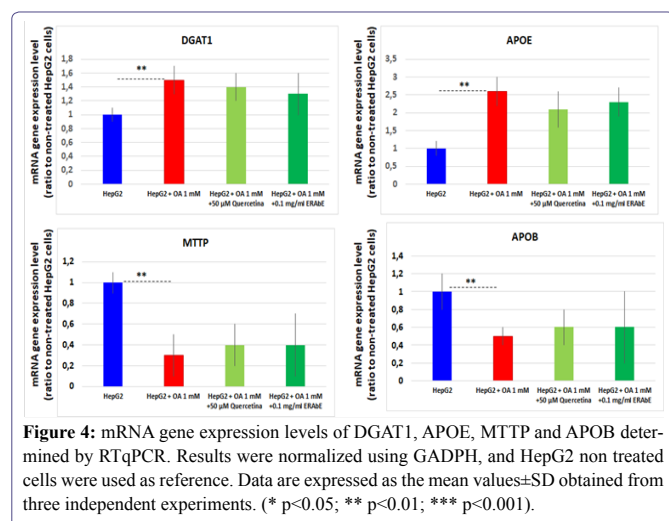 DGAT1
mRNA gene expression level
(ratio to non-treated HepG2 cells)
1,8
1,6
1,4
1,2
1
0,8
0,6
0,4
0,2
0
**
HepG2
HepG2 + OA 1 mM
HepG2 + OA 1 mM
+50 µM Quercetina
HepG2 + OA 1 mM
+0.1 mg/ml ERAbE
APOE
mRNA gene expression level
(ratio to non-treated HepG2 cells)
3,5
3
2,5
2
1,5
1
0,5
0
**
HepG2
HepG2 + OA 1 mM
HepG2 + OA 1 mM
+50 µM Quercetina
HepG2 + OA 1 mM
+0.1 mg/ml ERAbE
MTTP
mRNA gene expression level
(ratio to non-treated HepG2 cells)
1,2
1
0,8
0,6
0,4
0,2
0
**
HepG2
HepG2 + OA 1 mM
HepG2 + OA 1 mM
+50 µM Quercetina
HepG2 + OA 1 mM
+0.1 mg/ml ERAbE
APOB
mRNA gene expression level
(ratio to non-treated HepG2 cells)
1,4
1,2
1
0,8
0,6
0,4
0,2
0
**
HepG2
HepG2 + OA 1 mM
HepG2 + OA 1 mM
+50 µM Quercetina
HepG2 + OA 1 mM
+0.1 mg/ml ERAbE
Figure 4: mRNA gene expression levels of DGAT1, APOE, MTTP and APOB deter-
mined by RTqPCR. Results were normalized using GADPH, and HepG2 non treated
cells were used as reference. Data are expressed as the mean values±SD obtained from
three independent experiments. (* p<0.05; ** p<0.01; *** p<0.001).